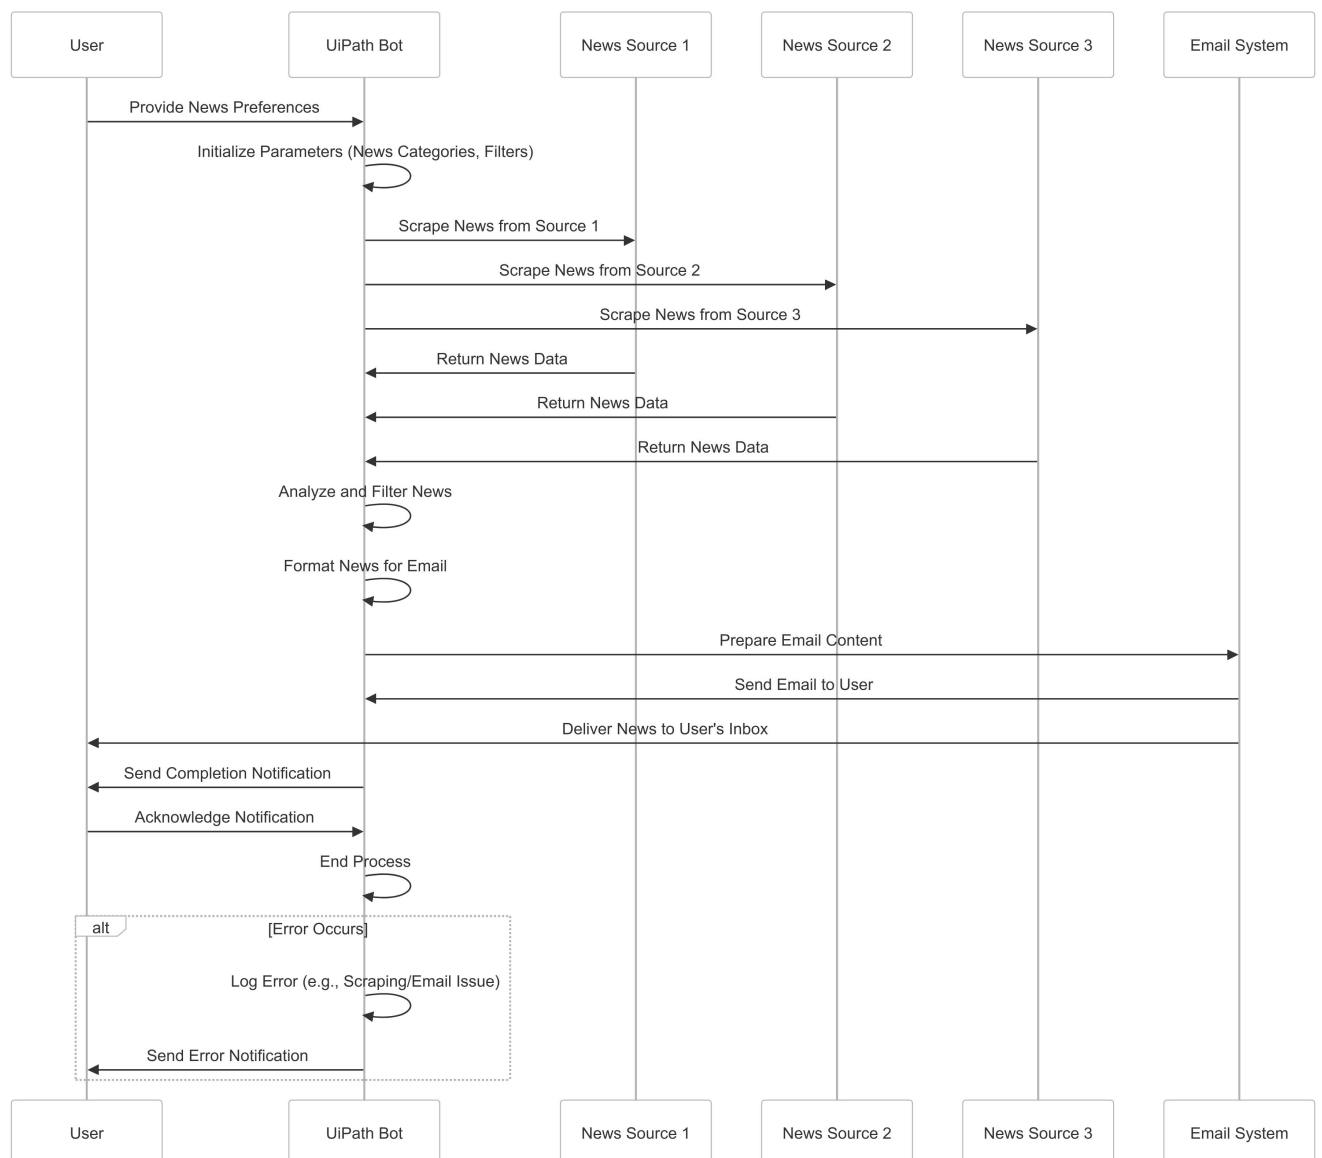 User
UiPath Bot
News Source 1
News Source 2
News Source 3
Email System
Provide News Preferences
Initialize Parameters (News Categories, Filters)
Scrape News from Source 1
Scrape News from Source 2
Scrape News from Source 3
Return News Data
Return News Data
Return News Data
Analyze and Filter News
Format News for Email
Prepare Email Content
Send Email to User
Deliver News to User's Inbox
Send Completion Notification
Acknowledge Notification
End Process
alt
[Error Occurs]
Log Error (e.g., Scraping/Email Issue)
Send Error Notification
User
UiPath Bot
News Source 1
News Source 2
News Source 3
Email System